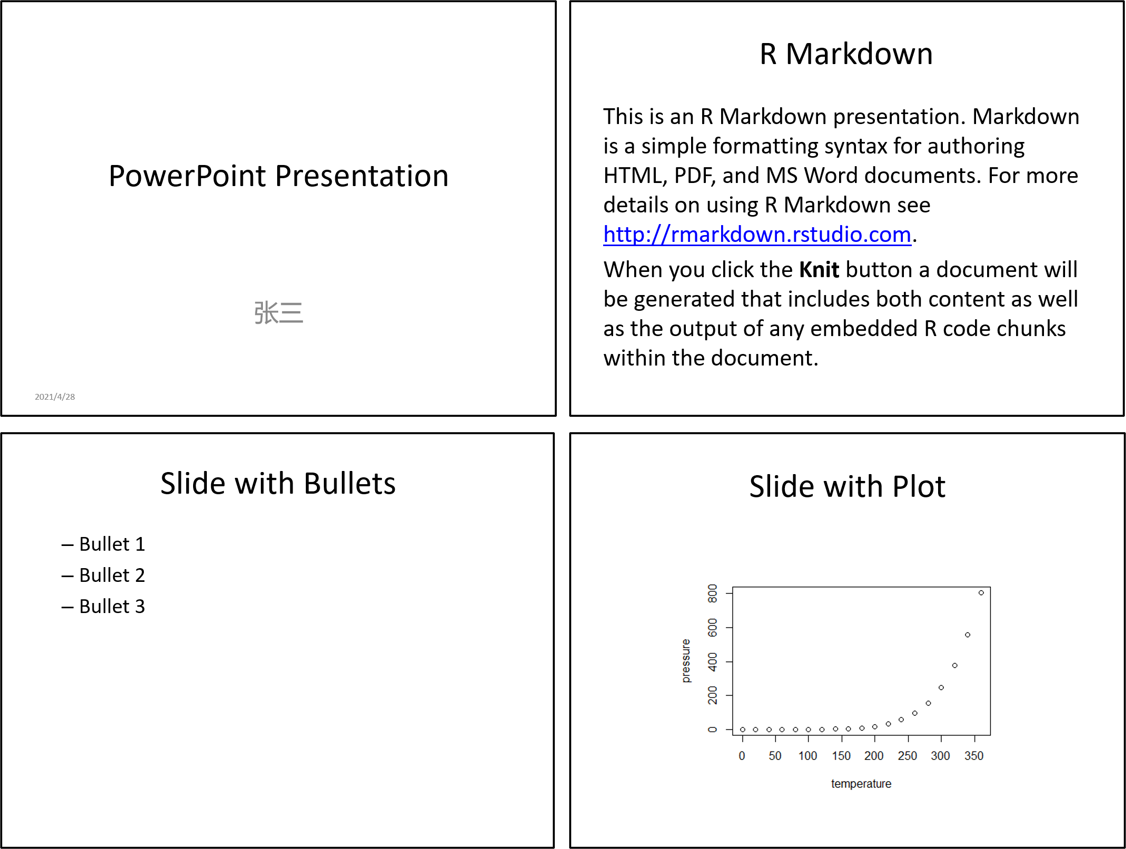 PowerPoint Presentation
张三
2021/4/28
R Markdown
This is an R Markdown presentation. Markdown
is a simple formatting syntax for authoring
HTML, PDF, and MS Word documents. For more
details on using R Markdown see
http://rmarkdown.rstudio.com.
When you click the Knit button a document will
be generated that includes both content as well
as the output of any embedded R code chunks
within the document.
Slide with Bullets
– Bullet 1
– Bullet 2
– Bullet 3
Slide with Plot
800
600
400
200
0
pressure
0 50 100 150 200 250 300 350
temperature